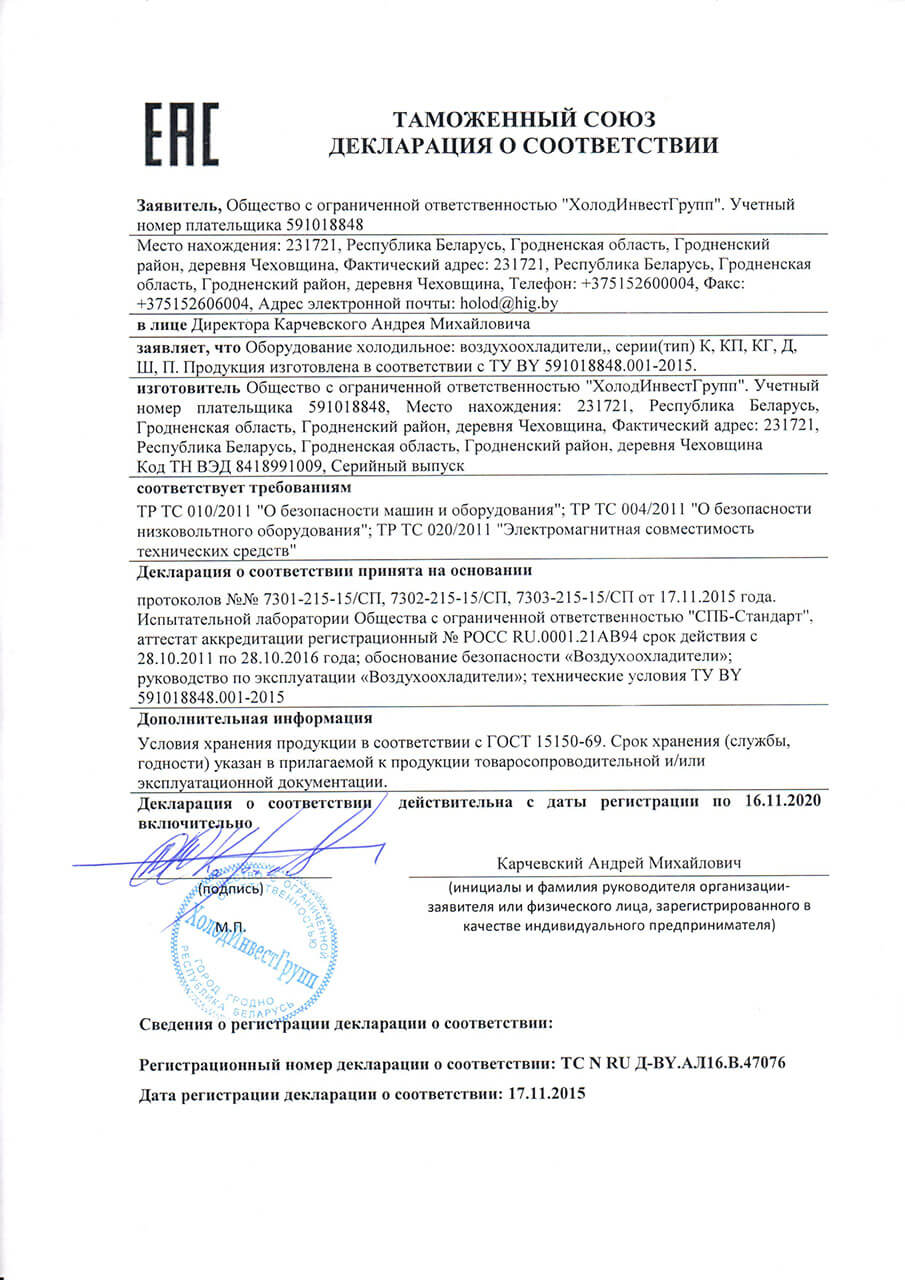 EAC
ТАМОЖЕННЫЙ СОЮЗ
ДЕКЛАРАЦИЯ О СООТВЕТСТВИИ
Заявитель, Общество с ограниченной ответственностью "ХолодИнвестГрупп". Учетный
номер плательщика 591018848
Место нахождения: 231721, Республика Беларусь, Гродненская область, Гродненский
район, деревня Чеховщина, Фактический адрес: 231721, Республика Беларусь, Гродненская
область, Гродненский район, деревня Чеховщина, Телефон: +375152600004, Факс:
+375152606004, Адрес электронной почты: holod@hig.by
в лице Директора Карчевского Андрея Михайловича
заявляет, что Оборудование холодильное: воздухоохладители,, серии(тип) К, КП, КГ, Д,
Ш, П. Продукция изготовлена в соответствии с ТУ BY 591018848.001-2015.
изготовитель Общество с ограниченной ответственностью "ХолодИнвестГрупп". Учетный
номер плательщика 591018848, Место нахождения: 231721, Республика Беларусь,
Гродненская область, Гродненский район, деревня Чеховщина, Фактический адрес: 231721,
Республика Беларусь, Гродненская область, Гродненский район, деревня Чеховщина
Код ТН ВЭД 8418991009, Серийный выпуск
соответствует требованиям
ТР ТС 010/2011 "О безопасности машин и оборудования"; ТР ТС 004/2011 "О безопасности
низковольтного оборудования"; ТР ТС 020/2011 "Электромагнитная совместимость
технических средств"
Декларация о соответствии принята на основании
протоколов №№ 7301-215-15/СП, 7302-215-15/СП, 7303-215-15/СП от 17.11.2015 года.
Испытательной лаборатории Общества с ограниченной ответственностью "СПБ-Стандарт",
аттестат аккредитации регистрационный № РОСС RU.0001.21АВ94 срок действия с
28.10.2011 по 28.10.2016 года; обоснование безопасности «Воздухоохладители»;
руководство по эксплуатации «Воздухоохладители»; технические условия ТУ BY
591018848.001-2015
Дополнительная информация
Условия хранения продукции в соответствии с ГОСТ 15150-69. Срок хранения (службы,
годности) указан в прилагаемой к продукции товаросопроводительной и/или
эксплуатационной документации.
Декларация о соответствии действительна с даты регистрации по 16.11.2020
включительно
Карчевский Андрей Михайлович
(подпись)
(инициалы и фамилия руководителя организации-
заявителя или физического лица, зарегистрированного в
качестве индивидуального предпринимателя)
М.П.
ХолодИнвестГрупп
ГОРОД ГРОДНО
РЕСПУБЛИКА БЕЛАРУСЬ
Сведения о регистрации декларации о соответствии:
Регистрационный номер декларации о соответствии: ТС N RU Д-BY.АЛ16.В.47076
Дата регистрации декларации о соответствии: 17.11.2015